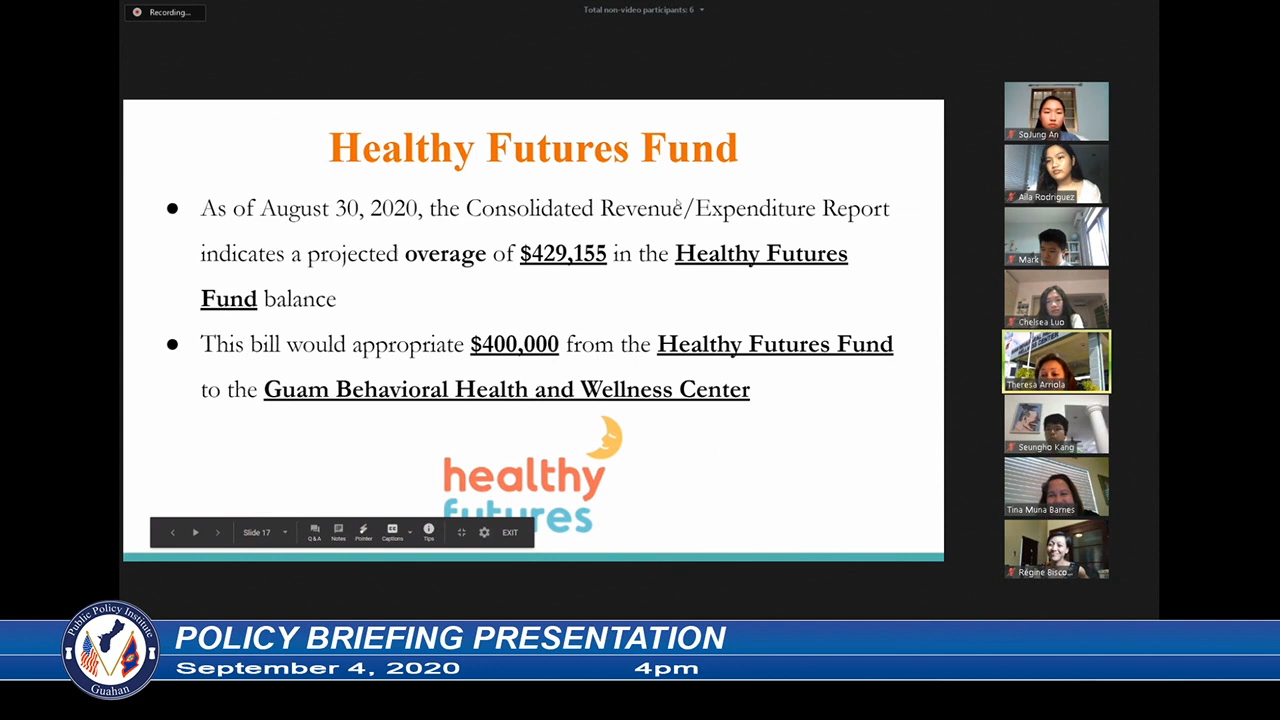 Recording...
Total non-video participants: 6
Healthy Futures Fund
● As of August 30, 2020, the Consolidated Revenue/Expenditure Report
indicates a projected overage of $429,155 in the Healthy Futures
Fund balance
● This bill would appropriate $400,000 from the Healthy Futures Fund
to the Guam Behavioral Health and Wellness Center
healthy
futures
Slide 17
Q&A
Notes
Pointer
Captions
Tips
EXIT
SoJung An
Aila Rodriguez
Mark
Chelsea Luo
Theresa Arriola
Seungho Kang
Tina Muna Barnes
Régine Bisco...
Public Policy Institute
Guahan
POLICY BRIEFING PRESENTATION
September 4, 2020 4pm